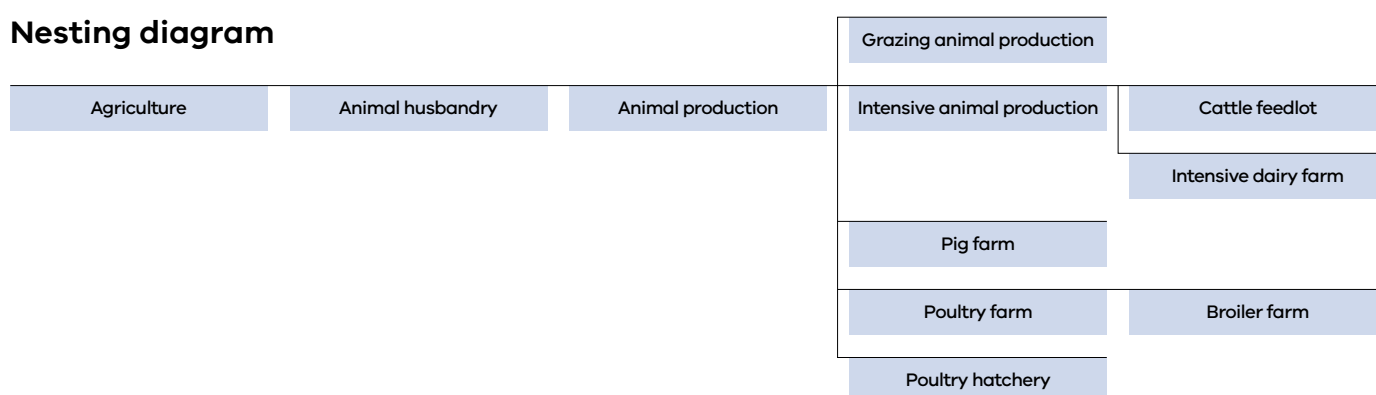 Nesting diagram
Grazing animal production
Agriculture
Animal husbandry
Animal production
Intensive animal production
Cattle feedlot
Intensive dairy farm
Pig farm
Poultry farm
Broiler farm
Poultry hatchery